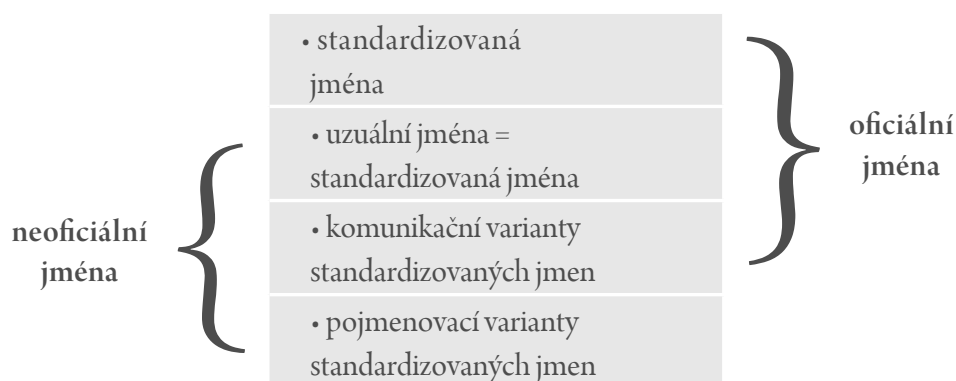 • standardizovaná
jména
• uzuální jména =
standardizovaná jména
• komunikační varianty
standardizovaných jmen
• pojmenovací varianty
standardizovaných jmen
oficiální
jména
neoficiální
jména